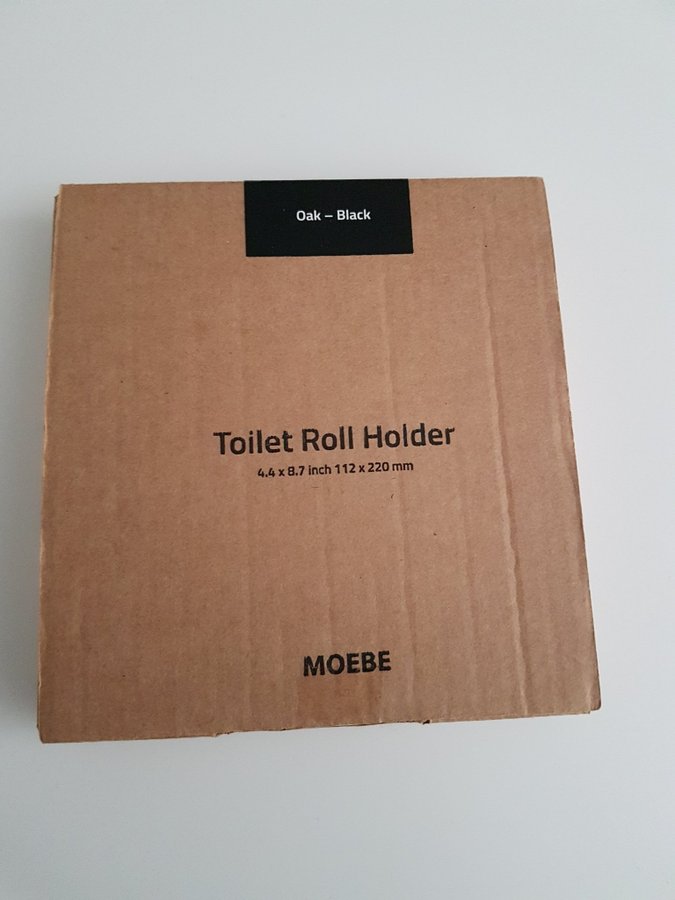 Oak – Black
Toilet Roll Holder
4.4 x 8.7 inch 112 x 220 mm
MOEBE